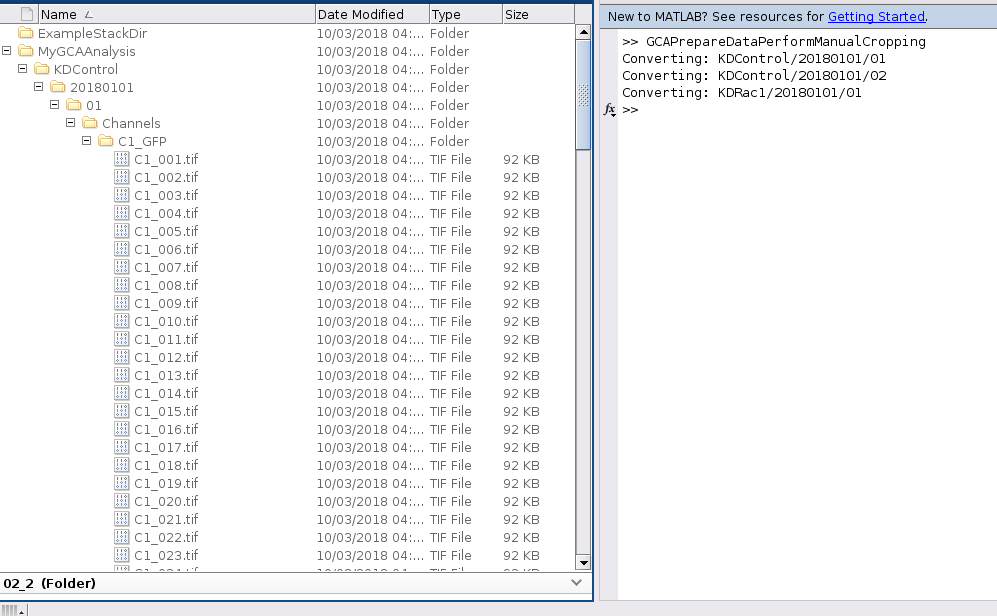 Name Date Modified Type Size
ExampleStackDir 10/03/2018 04:... Folder
MyGCAAnalysis 10/03/2018 04:... Folder
KDControl 10/03/2018 04:... Folder
20180101 10/03/2018 04:... Folder
01 10/03/2018 04:... Folder
Channels 10/03/2018 04:... Folder
C1_GFP 10/03/2018 04:... Folder
C1_001.tif 10/03/2018 04:... TIF File 92 KB
C1_002.tif 10/03/2018 04:... TIF File 92 KB
C1_003.tif 10/03/2018 04:... TIF File 92 KB
C1_004.tif 10/03/2018 04:... TIF File 92 KB
C1_005.tif 10/03/2018 04:... TIF File 92 KB
C1_006.tif 10/03/2018 04:... TIF File 92 KB
C1_007.tif 10/03/2018 04:... TIF File 92 KB
C1_008.tif 10/03/2018 04:... TIF File 92 KB
C1_009.tif 10/03/2018 04:... TIF File 92 KB
C1_010.tif 10/03/2018 04:... TIF File 92 KB
C1_011.tif 10/03/2018 04:... TIF File 92 KB
C1_012.tif 10/03/2018 04:... TIF File 92 KB
C1_013.tif 10/03/2018 04:... TIF File 92 KB
C1_014.tif 10/03/2018 04:... TIF File 92 KB
C1_015.tif 10/03/2018 04:... TIF File 92 KB
C1_016.tif 10/03/2018 04:... TIF File 92 KB
C1_017.tif 10/03/2018 04:... TIF File 92 KB
C1_018.tif 10/03/2018 04:... TIF File 92 KB
C1_019.tif 10/03/2018 04:... TIF File 92 KB
C1_020.tif 10/03/2018 04:... TIF File 92 KB
C1_021.tif 10/03/2018 04:... TIF File 92 KB
C1_022.tif 10/03/2018 04:... TIF File 92 KB
C1_023.tif 10/03/2018 04:... TIF File 92 KB
02_2 (Folder)
New to MATLAB? See resources for Getting Started.
>> GCAPrepareDataPerformManualCropping
Converting: KDControl/20180101/01
Converting: KDControl/20180101/02
Converting: KDRac1/20180101/01
fx >>